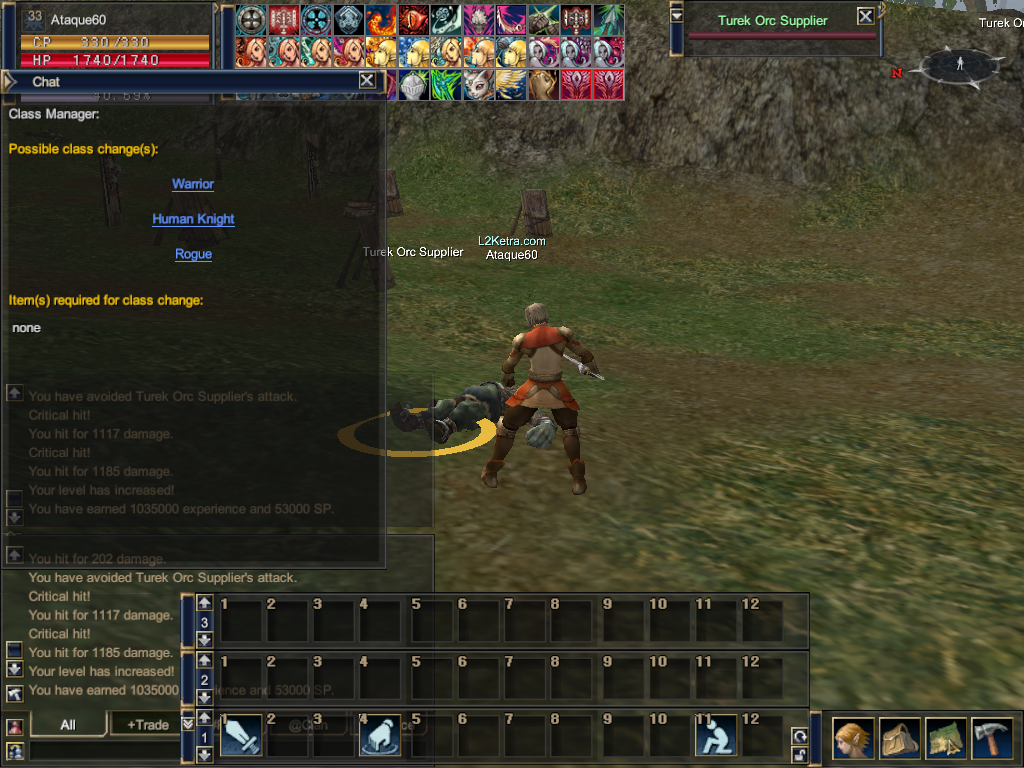 33 Ataque60
CP 330/330
HP 1740/1740
40.89%
Chat
Class Manager:
Possible class change(s):
Warrior
Human Knight
Rogue
Item(s) required for class change:
none
Turek Orc Supplier
Turek Or
N
Turek Orc Supplier
L2Ketra.com
Ataque60
You have avoided Turek Orc Supplier's attack.
Critical hit!
You hit for 1117 damage.
Critical hit!
You hit for 1185 damage.
Your level has increased!
You have earned 1035000 experience and 53000 SP.
You hit for 202 damage.
You have avoided Turek Orc Supplier's attack.
Critical hit!
You hit for 1117 damage.
Critical hit!
You hit for 1185 damage.
Your level has increased!
You have earned 1035000 experience and 53000 SP.
3 1 2 3 4 5 6 7 8 9 10 11 12
2 1 2 3 4 5 6 7 8 9 10 11 12
1 1 2 3 4 5 6 7 8 9 10 11 12
All +Trade @Clan